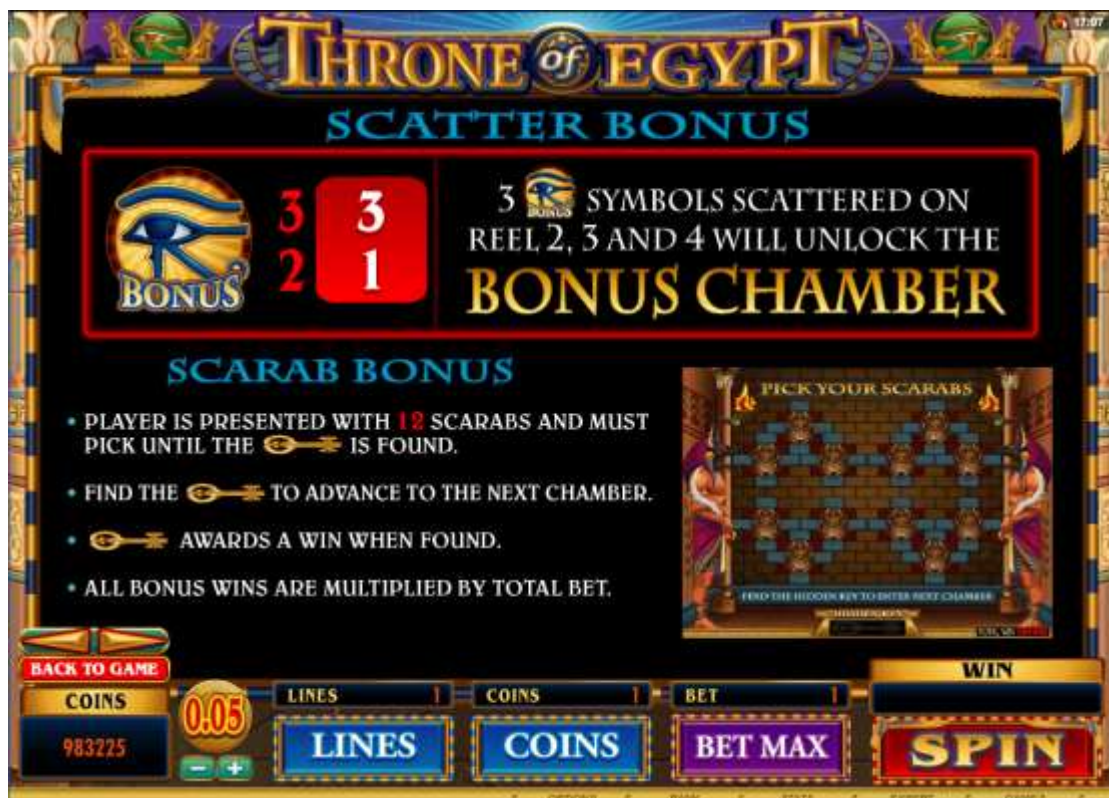 17:07
THRONE of EGYPT
SCATTER BONUS
BONUS
3 3
2 1
3 BONUS SYMBOLS SCATTERED ON
REEL 2, 3 AND 4 WILL UNLOCK THE
BONUS CHAMBER
SCARAB BONUS
• PLAYER IS PRESENTED WITH 12 SCARABS AND MUST
PICK UNTIL THE IS FOUND.
• FIND THE TO ADVANCE TO THE NEXT CHAMBER.
• AWARDS A WIN WHEN FOUND.
• ALL BONUS WINS ARE MULTIPLIED BY TOTAL BET.
PICK YOUR SCARABS
FIND THE HIDDEN KEY TO ENTER NEXT CHAMBER
BACK TO GAME
COINS
983225
0.05
- +
LINES 1
LINES
COINS 1
COINS
BET 1
BET MAX
WIN
SPIN